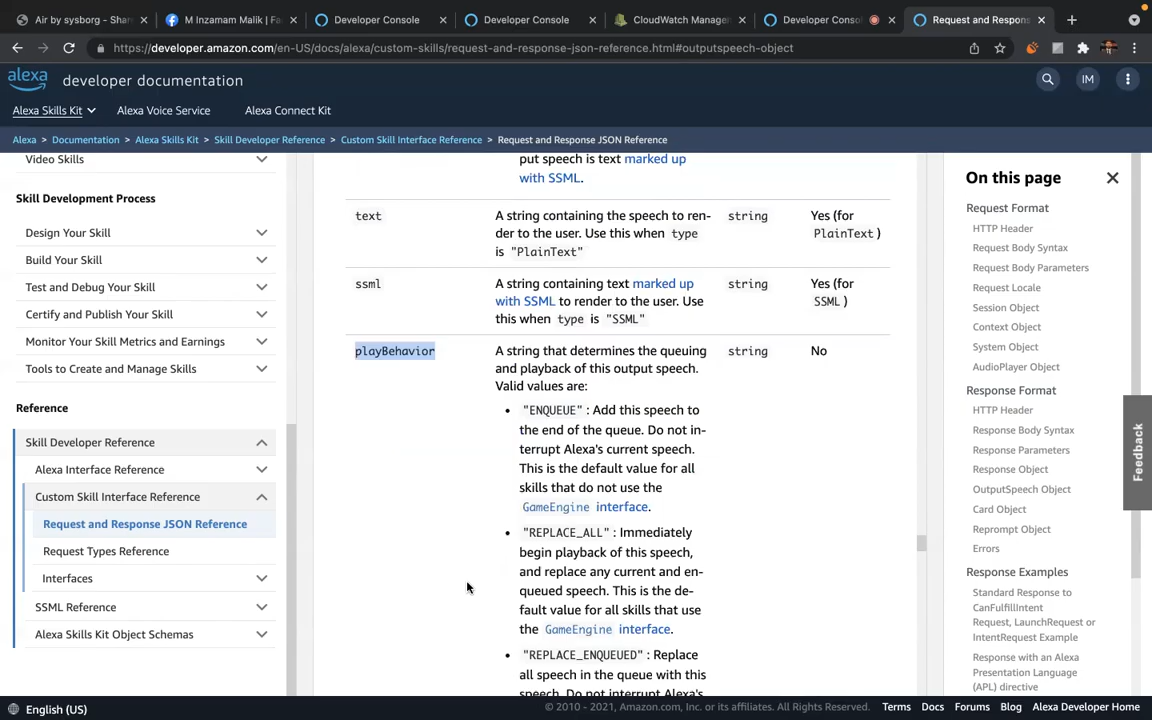 Air by sysborg - Share
M Inzamam Malik | Fac
Developer Console
Developer Console
CloudWatch Managem
Developer Conso
Request and Respons
https://developer.amazon.com/en-US/docs/alexa/custom-skills/request-and-response-json-reference.html#outputspeech-object
alexa developer documentation
IM
Alexa Skills Kit Alexa Voice Service Alexa Connect Kit
Alexa > Documentation > Alexa Skills Kit > Skill Developer Reference > Custom Skill Interface Reference > Request and Response JSON Reference
Video Skills
Skill Development Process
Design Your Skill
Build Your Skill
Test and Debug Your Skill
Certify and Publish Your Skill
Monitor Your Skill Metrics and Earnings
Tools to Create and Manage Skills
Reference
Skill Developer Reference
Alexa Interface Reference
Custom Skill Interface Reference
Request and Response JSON Reference
Request Types Reference
Interfaces
SSML Reference
Alexa Skills Kit Object Schemas
put speech is text marked up
with SSML.
text
A string containing the speech to ren-
der to the user. Use this when type
is "PlainText"
string
Yes (for
PlainText )
ssml
A string containing text marked up
with SSML to render to the user. Use
this when type is "SSML"
string
Yes (for
SSML )
playBehavior
A string that determines the queuing
and playback of this output speech.
Valid values are:
string
No
• "ENQUEUE" : Add this speech to
the end of the queue. Do not in-
terrupt Alexa's current speech.
This is the default value for all
skills that do not use the
GameEngine interface.
• "REPLACE_ALL" : Immediately
begin playback of this speech,
and replace any current and en-
queued speech. This is the de-
fault value for all skills that use
the GameEngine interface.
• "REPLACE_ENQUEUED" : Replace
all speech in the queue with this
speech. Do not interrupt Alexa's
On this page
Request Format
HTTP Header
Request Body Syntax
Request Body Parameters
Request Locale
Session Object
Context Object
System Object
AudioPlayer Object
Response Format
HTTP Header
Response Body Syntax
Response Parameters
Response Object
OutputSpeech Object
Card Object
Reprompt Object
Errors
Response Examples
Standard Response to
CanFulfillIntent
Request, LaunchRequest or
IntentRequest Example
Response with an Alexa
Presentation Language
(APL) directive
Feedback
English (US)
© 2010 - 2021, Amazon.com, Inc. or its affiliates. All Rights Reserved. Terms Docs Forums Blog Alexa Developer Home